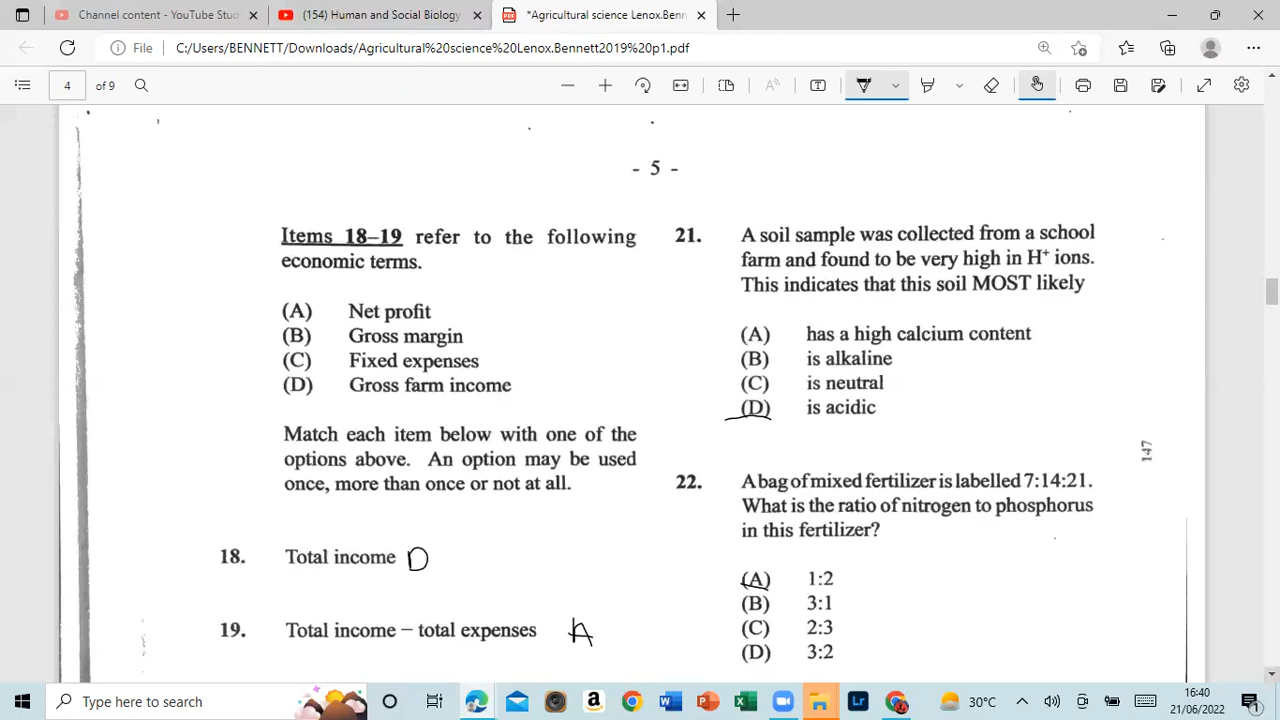 Channel content - YouTube Studio
(14) Mount Elgon - YouTube
*Agricultural science Lenox.Benn
File
C:/Users/BENNETT/Downloads/Agricultural%20science%20Lenox.Bennett2019%20p1.pdf
4
of 9
- 5 -
Items 18–19 refer to the following
economic terms.
(A) Net profit
(B) Gross margin
(C) Fixed expenses
(D) Gross farm income
Match each item below with one of the
options above. An option may be used
once, more than once or not at all.
18. Total income D
19. Total income – total expenses A
21. A soil sample was collected from a school
farm and found to be very high in H+ ions.
This indicates that this soil MOST likely
(A) has a high calcium content
(B) is alkaline
(C) is neutral
(D) is acidic
22. A bag of mixed fertilizer is labelled 7:14:21.
What is the ratio of nitrogen to phosphorus
in this fertilizer?
(A) 1:2
(B) 3:1
(C) 2:3
(D) 3:2
147
Type here to search
30°C
16:40
21/06/2022